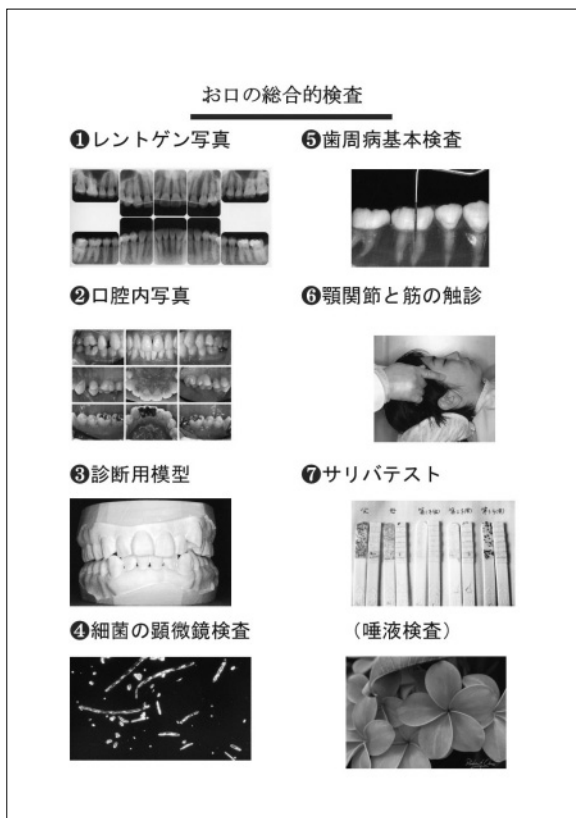 お口の総合的検査
❶レントゲン写真
❷口腔内写真
❸診断用模型
❹細菌の顕微鏡検査
❺歯周病基本検査
❻顎関節と筋の触診
❼サリバテスト
（唾液検査）